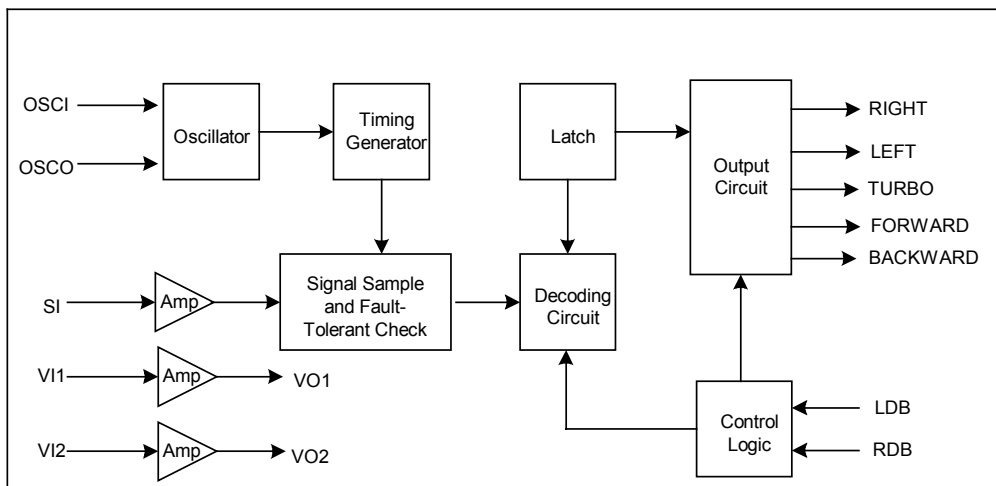 OSCI
OSCO
Oscillator
Timing
Generator
Latch
Output
Circuit
RIGHT
LEFT
TURBO
FORWARD
BACKWARD
SI
Amp
Signal Sample
and Fault-
Tolerant Check
Decoding
Circuit
VI1
Amp
VO1
VI2
Amp
VO2
Control
Logic
LDB
RDB